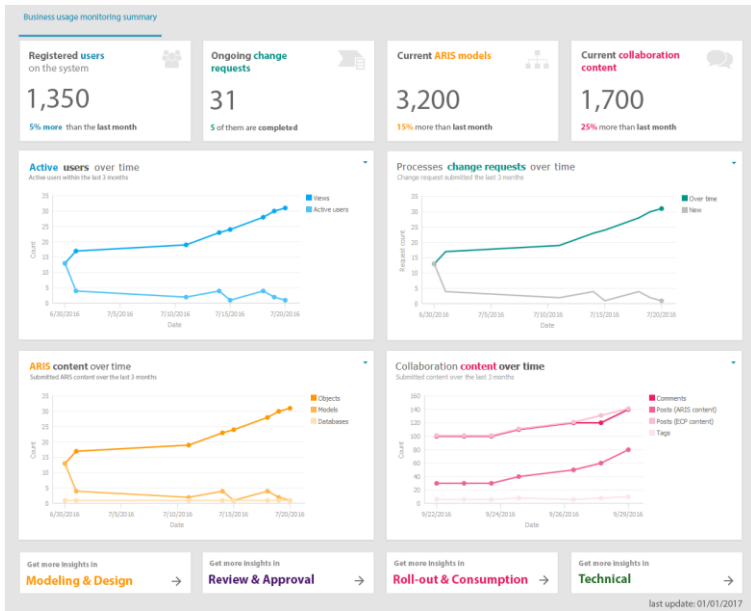 Business usage monitoring summary
Registered users
on the system
1,350
5% more than the last month
Ongoing change
requests
31
5 of them are completed
Current ARIS models
3,200
15% more than last month
Current collaboration
content
1,700
25% more than last month
Active users over time
Active users within the last 3 months
35
30
25
20
15
10
5
0
Count
6/30/2016
7/5/2016
7/10/2016
7/15/2016
7/20/2016
Date
Views
Active users
Processes change requests over time
Change request submitted the last 3 months
35
30
25
20
15
10
5
0
Request count
6/30/2016
7/5/2016
7/10/2016
7/15/2016
7/20/2016
Date
Over time
New
ARIS content over time
Submitted ARIS content over the last 3 months
35
30
25
20
15
10
5
0
Count
6/30/2016
7/5/2016
7/10/2016
7/15/2016
7/20/2016
Date
Objects
Models
Databases
Collaboration content over time
Submitted content over the last 3 months
160
140
120
100
80
60
40
20
0
Count
9/22/2016
9/24/2016
9/26/2016
9/29/2016
Date
Comments
Posts (ARIS content)
Posts (ECP content)
Tags
Get more insights in
Modeling & Design
Get more insights in
Review & Approval
Get more insights in
Roll-out & Consumption
Get more insights in
Technical
last update: 01/01/2017